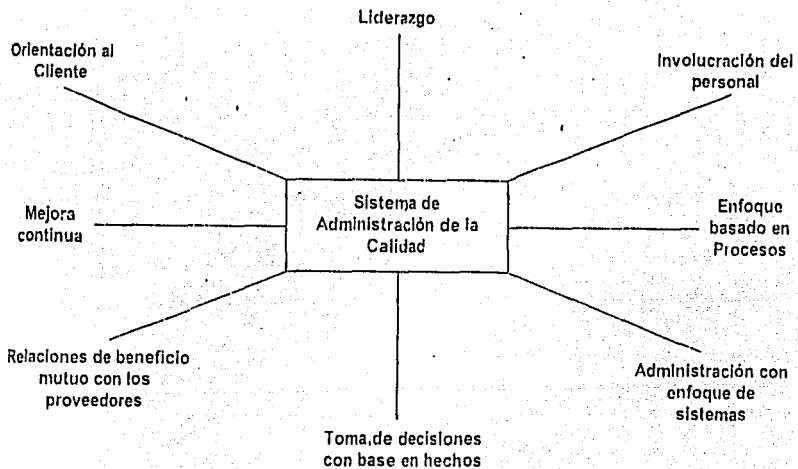 Liderazgo
Orientación al
Cliente
Involucración del
personal
Sistema de
Administración de la
Calidad
Mejora
continua
Enfoque
basado en
Procesos
Relaciones de beneficio
mutuo con los
proveedores
Administración con
enfoque de
sistemas
Toma de decisiones
con base en hechos